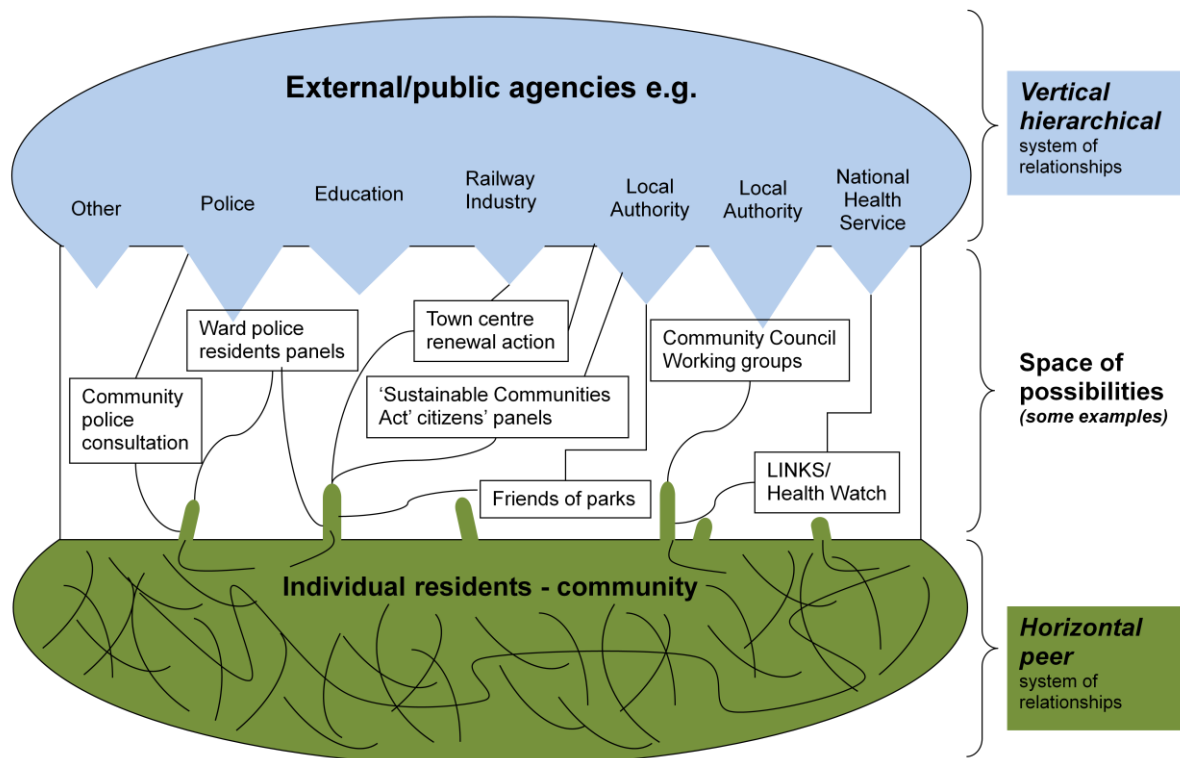 External/public agencies e.g.
Other
Police
Education
Railway
Industry
Local
Authority
Local
Authority
National
Health
Service
Vertical
hierarchical
system of
relationships
Ward police
residents panels
Town centre
renewal action
Community Council
Working groups
Community
police
consultation
‘Sustainable Communities
Act’ citizens’ panels
Friends of parks
LINKS/
Health Watch
Space of
possibilities
(some examples)
Individual residents - community
Horizontal
peer
system of
relationships